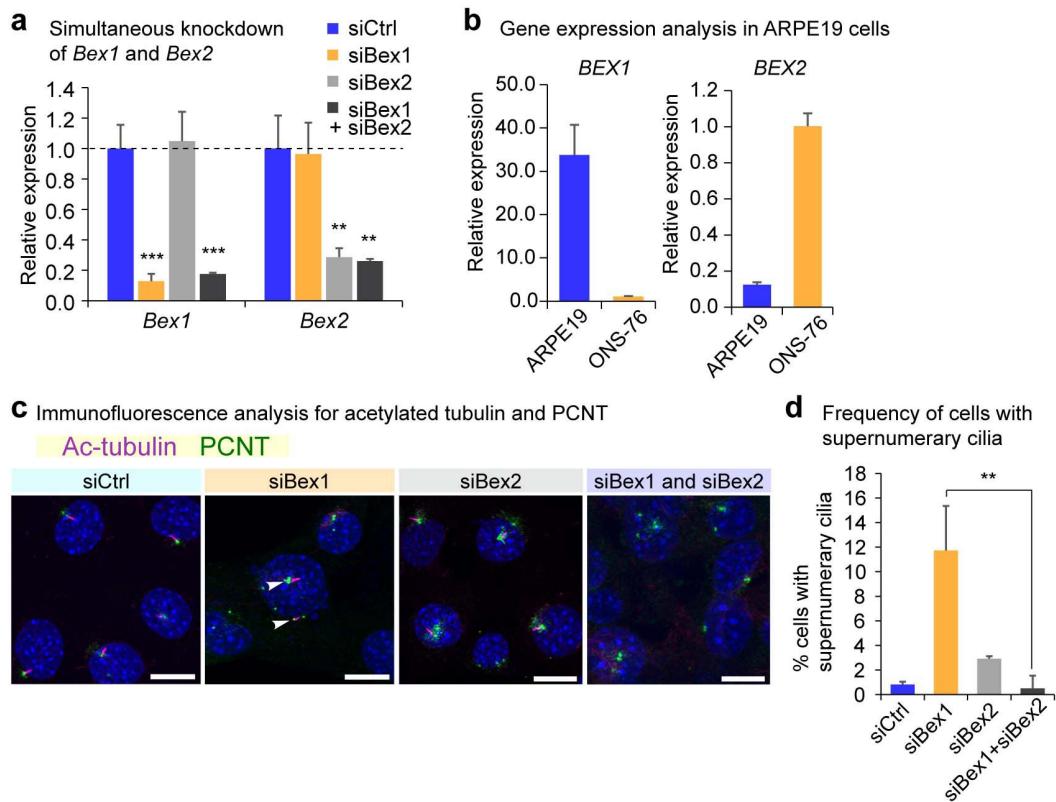 a
Simultaneous knockdown
of Bex1 and Bex2
siCtrl
siBex1
siBex2
siBex1
+ siBex2
Relative expression
1.4
1.2
1.0
0.8
0.6
0.4
0.2
0.0
***
***
**
**
Bex1
Bex2
b
Gene expression analysis in ARPE19 cells
BEX1
Relative expression
50.0
40.0
30.0
20.0
10.0
0.0
ARPE19
ONS-76
BEX2
Relative expression
1.2
1.0
0.8
0.6
0.4
0.2
0.0
ARPE19
ONS-76
c
Immunofluorescence analysis for acetylated tubulin and PCNT
Ac-tubulin PCNT
siCtrl
siBex1
siBex2
siBex1 and siBex2
d
Frequency of cells with
supernumerary cilia
% cells with
supernumerary cilia
18
16
14
12
10
8
6
4
2
0
**
siCtrl
siBex1
siBex2
siBex1+siBex2